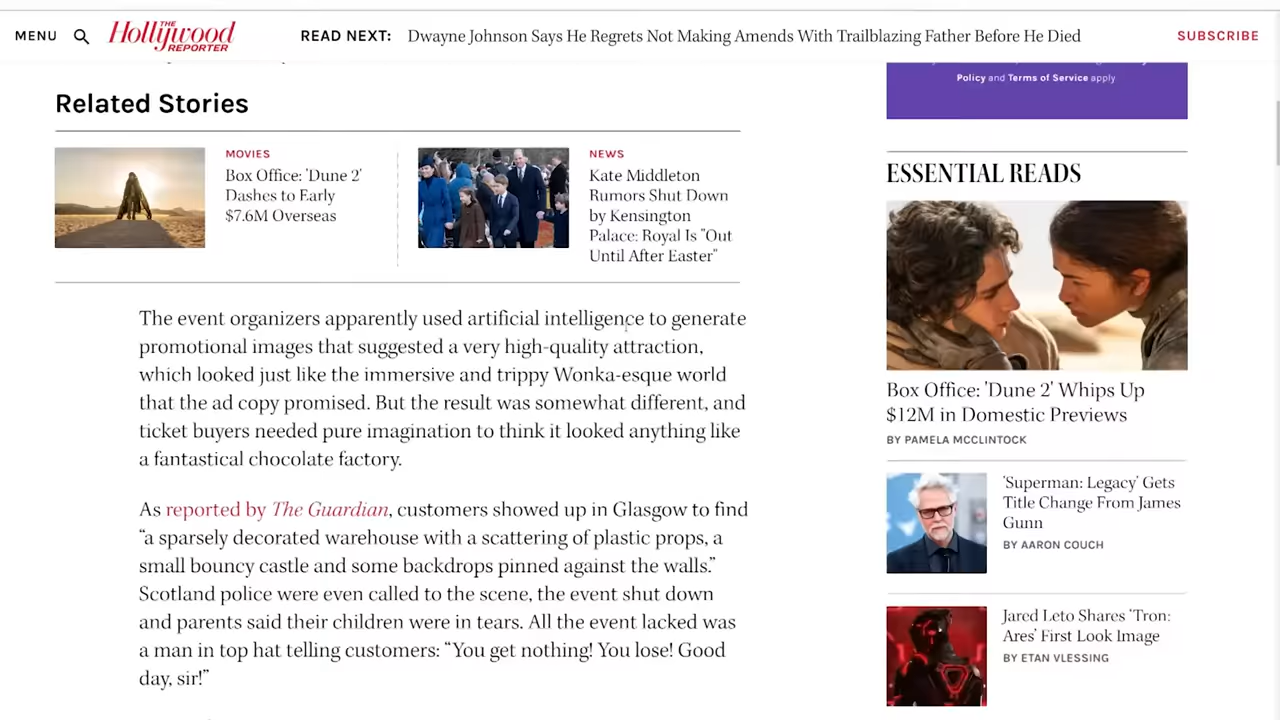 MENU
THE
Hollywood
REPORTER
READ NEXT: Dwayne Johnson Says He Regrets Not Making Amends With Trailblazing Father Before He Died
SUBSCRIBE
Policy and Terms of Service apply
Related Stories
MOVIES
Box Office: 'Dune 2'
Dashes to Early
$7.6M Overseas
NEWS
Kate Middleton
Rumors Shut Down
by Kensington
Palace: Royal Is "Out
Until After Easter"
The event organizers apparently used artificial intelligence to generate
promotional images that suggested a very high-quality attraction,
which looked just like the immersive and trippy Wonka-esque world
that the ad copy promised. But the result was somewhat different, and
ticket buyers needed pure imagination to think it looked anything like
a fantastical chocolate factory.
As reported by The Guardian, customers showed up in Glasgow to find
“a sparsely decorated warehouse with a scattering of plastic props, a
small bouncy castle and some backdrops pinned against the walls.”
Scotland police were even called to the scene, the event shut down
and parents said their children were in tears. All the event lacked was
a man in top hat telling customers: “You get nothing! You lose! Good
day, sir!”
ESSENTIAL READS
Box Office: 'Dune 2' Whips Up
$12M in Domestic Previews
BY PAMELA MCCLINTOCK
'Superman: Legacy' Gets
Title Change From James
Gunn
BY AARON COUCH
Jared Leto Shares 'Tron:
Ares' First Look Image
BY ETAN VLESSING